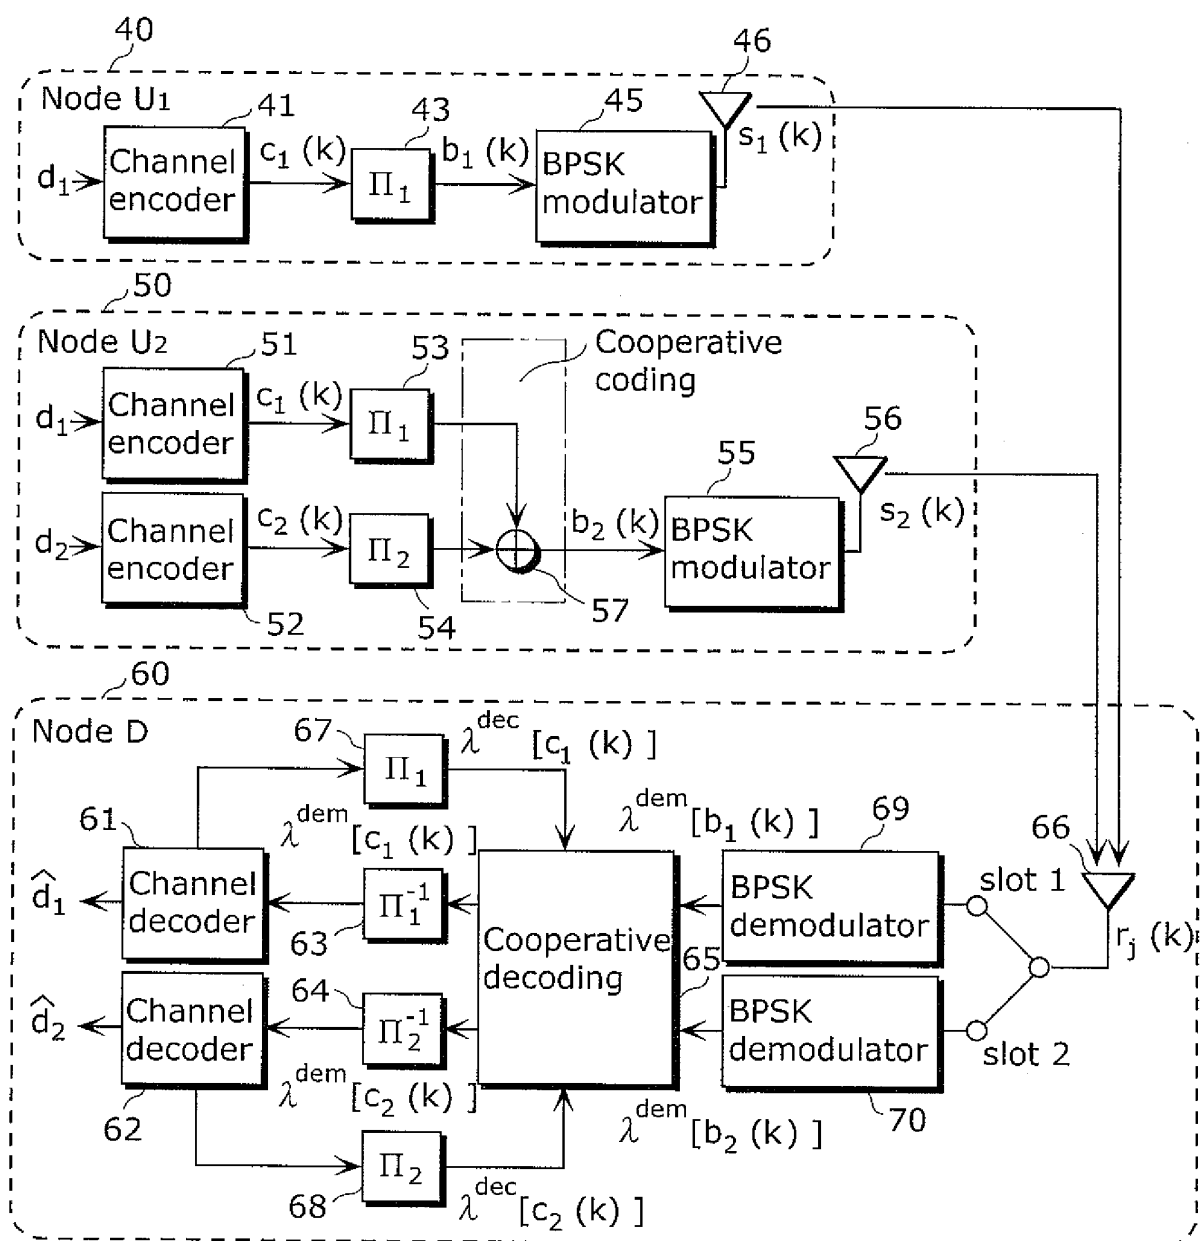 40
46
Node U1
41
43
45
d1
Channel encoder
c1 (k)
Π1
b1 (k)
BPSK modulator
s1 (k)
50
Node U2
51
53
Cooperative coding
d1
Channel encoder
c1 (k)
Π1
55
56
d2
Channel encoder
c2 (k)
Π2
b2 (k)
BPSK modulator
s2 (k)
52
54
57
60
Node D
67
Π1
λdec [c1 (k) ]
61
λdem [c1 (k) ]
λdem [b1 (k) ]
69
66
d̂1
Channel decoder
Π1-1
63
Cooperative decoding
65
BPSK demodulator
slot 1
rj (k)
64
d̂2
Channel decoder
Π2-1
BPSK demodulator
slot 2
62
λdem [c2 (k) ]
λdem [b2 (k) ]
70
68
Π2
λdec [c2 (k) ]